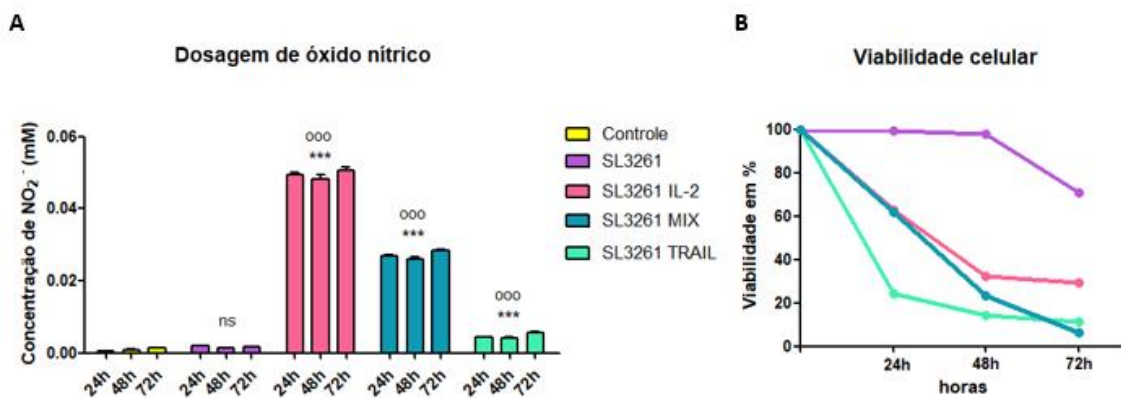 A
Dosagem de óxido nítrico
Concentração de NO2 - (mM)
0.06
0.04
0.02
0.00
24h 48h 72h 24h 48h 72h 24h 48h 72h 24h 48h 72h 24h 48h 72h
ns
ooo
***
ooo
***
ooo
***
Controle
SL3261
SL3261 IL-2
SL3261 MIX
SL3261 TRAIL
B
Viabilidade celular
Viabilidade em %
100
80
60
40
20
0
24h 48h 72h
horas